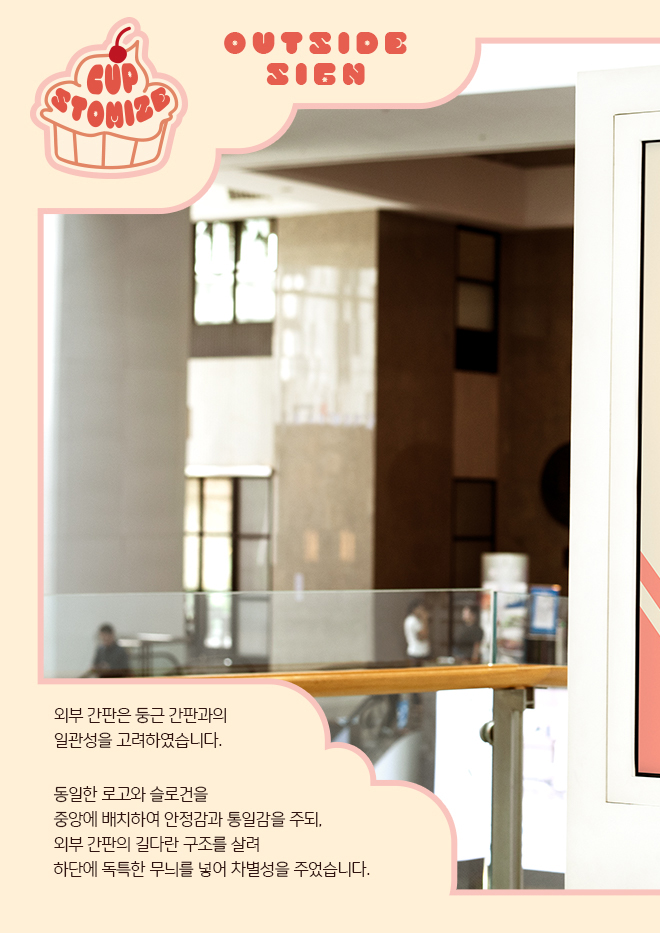 CUP
STOMIZE
OUTSIDE
SIGN
외부 간판은 둥근 간판과의
일관성을 고려하였습니다.
동일한 로고와 슬로건을
중앙에 배치하여 안정감과 통일감을 주되,
외부 간판의 길다란 구조를 살려
하단에 독특한 무늬를 넣어 차별성을 주었습니다.